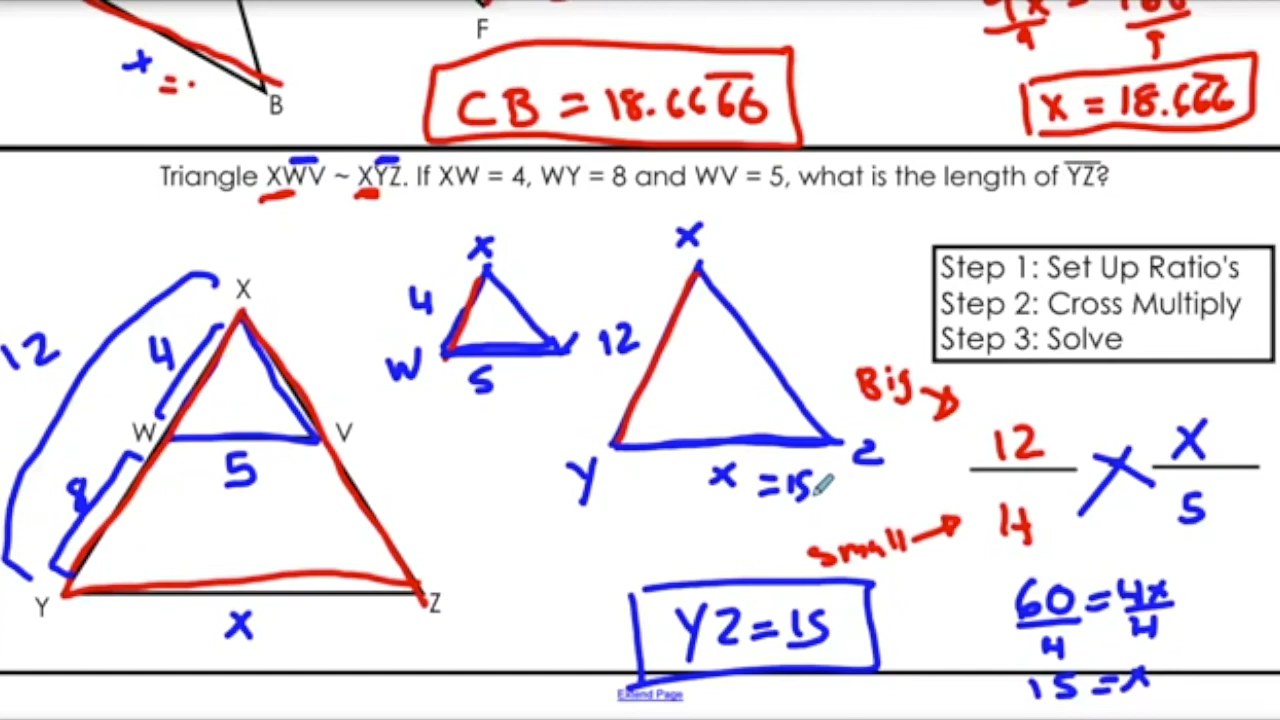 F
x
= .
B
CB = 18.6666
x = 18.666
Triangle XWV ~ XYZ. If XW = 4, WY = 8 and WV = 5, what is the length of YZ?
Step 1: Set Up Ratio's
Step 2: Cross Multiply
Step 3: Solve
X
12
4
W
V
5
8
Y
Z
x
X
4
W
V
5
X
12
Y
Z
x = 15
Big
12
x
small
4
5
60 = 4x
4 4
15 = x
YZ = 15
Extend Page